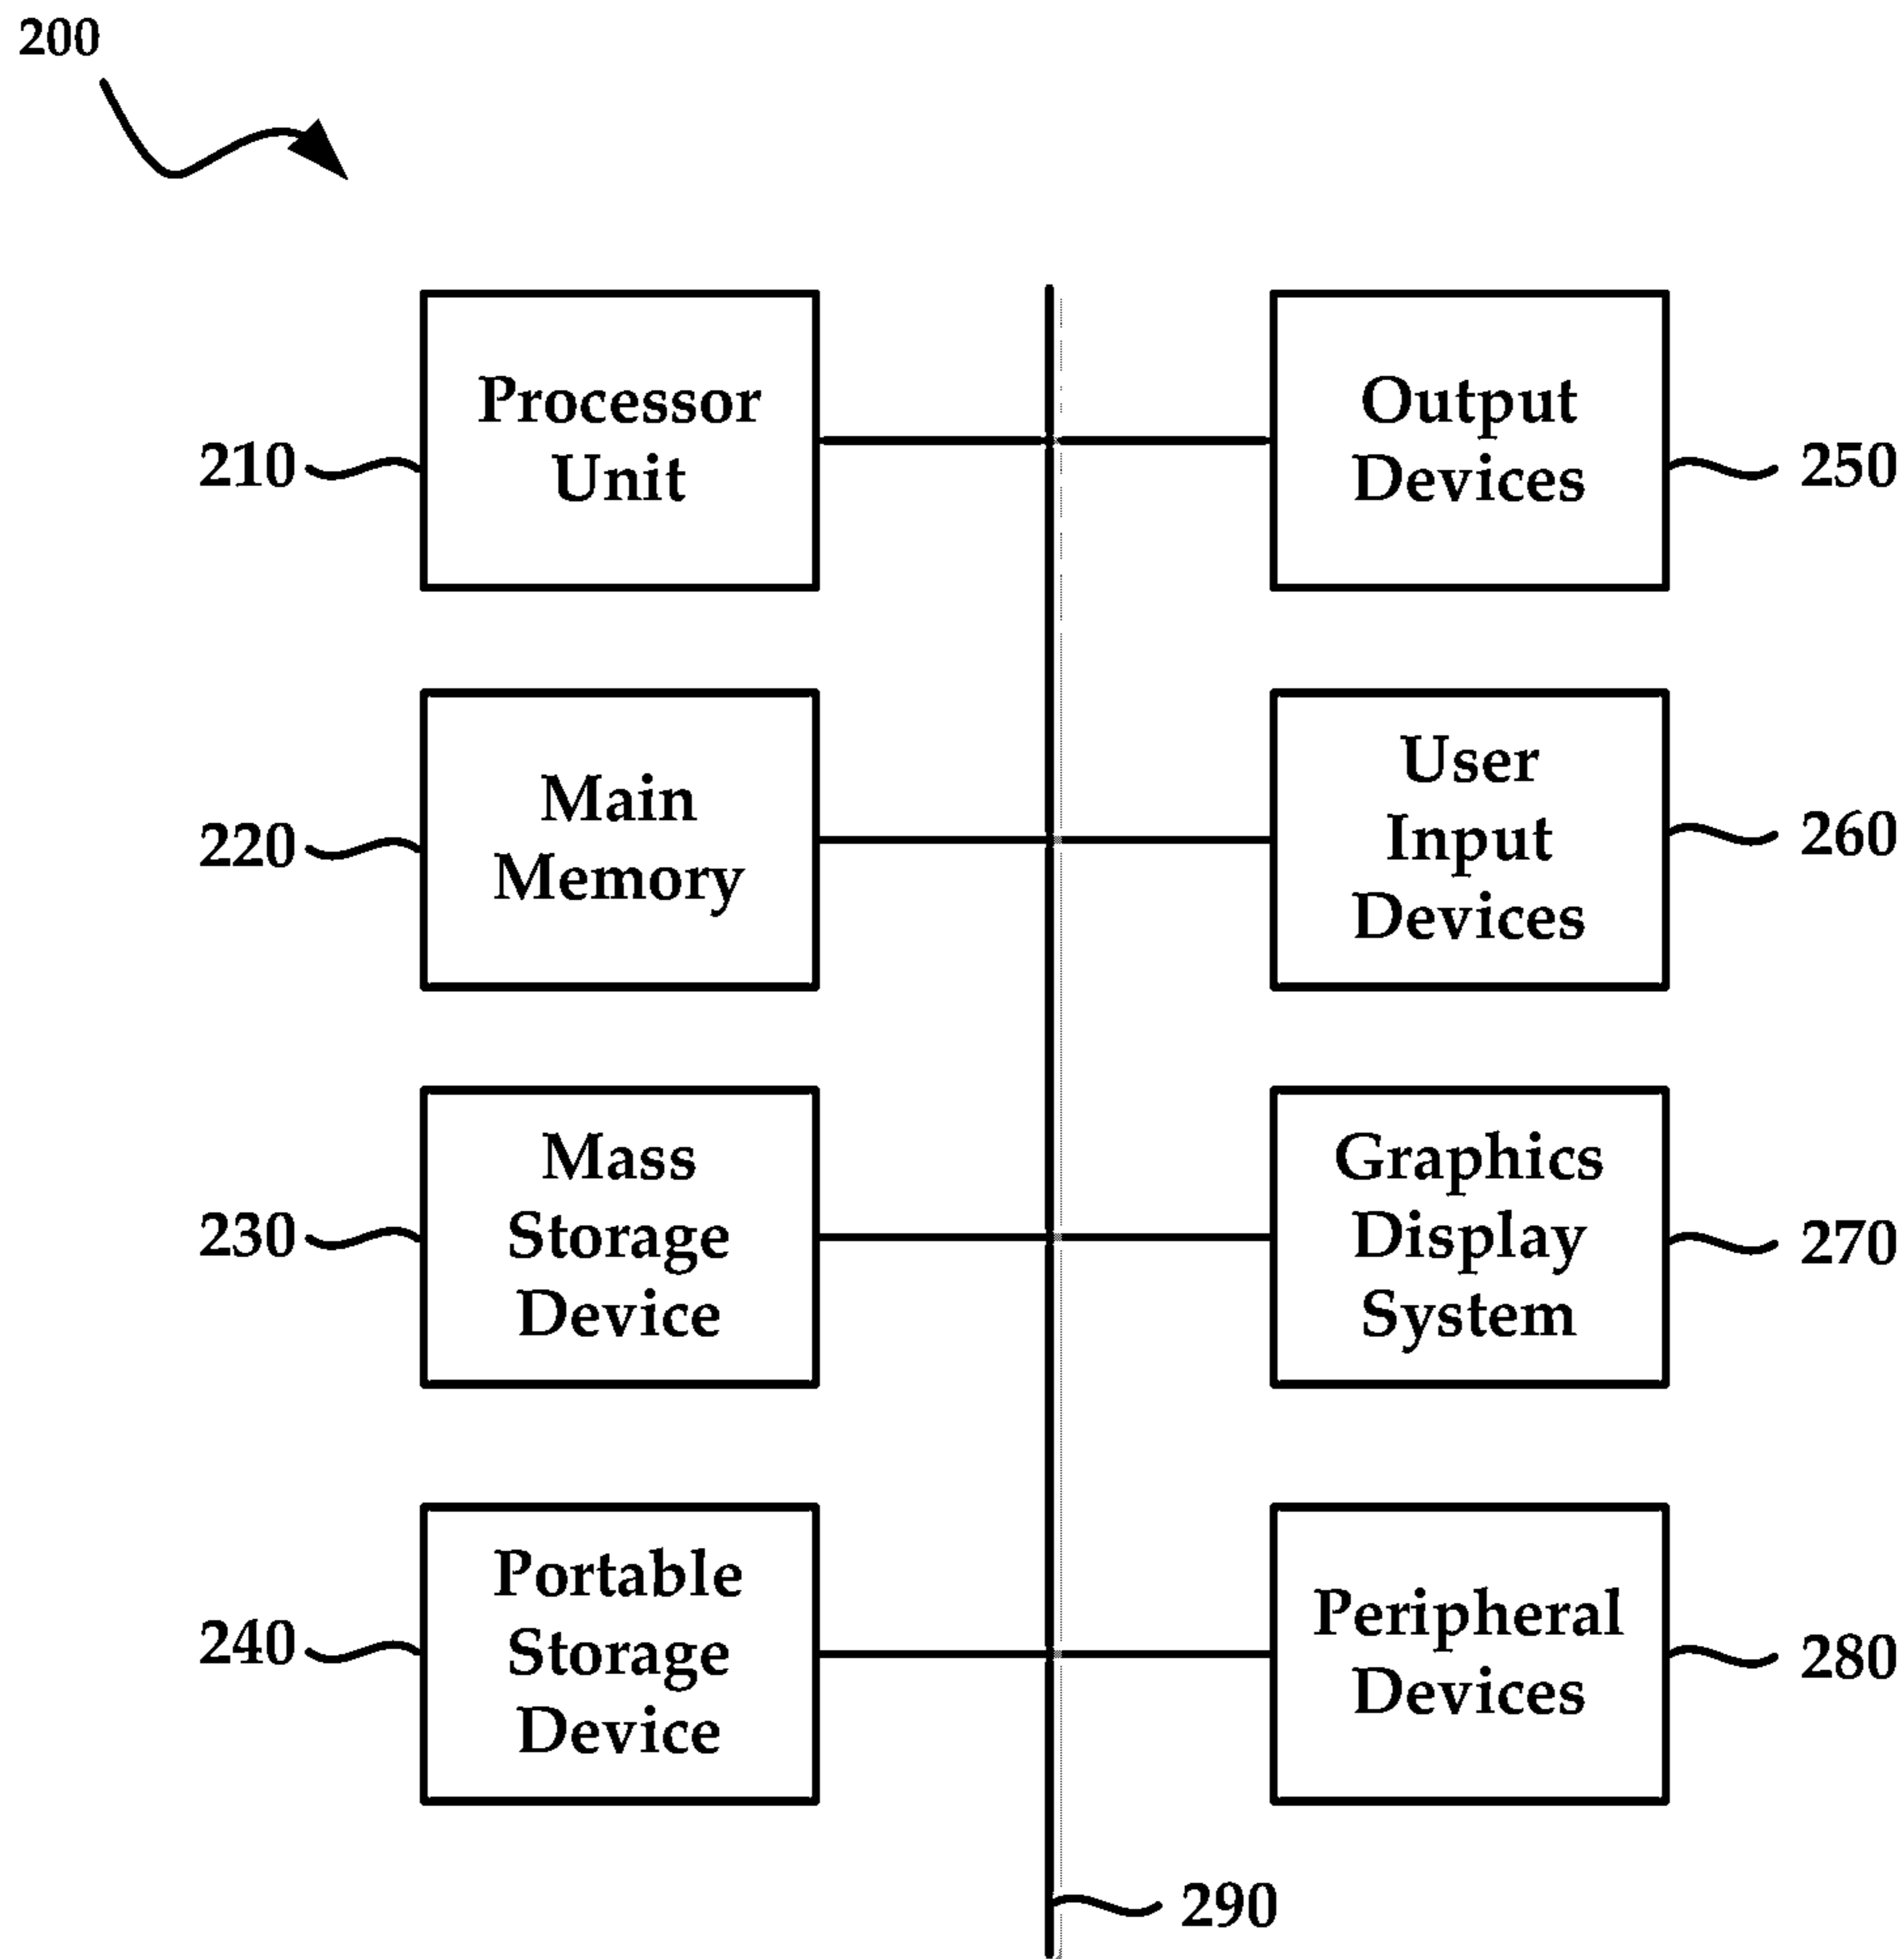 200
Processor
Unit
210
Output
Devices
250
Main
Memory
220
User
Input
Devices
260
Mass
Storage
Device
230
Graphics
Display
System
270
Portable
Storage
Device
240
Peripheral
Devices
280
290